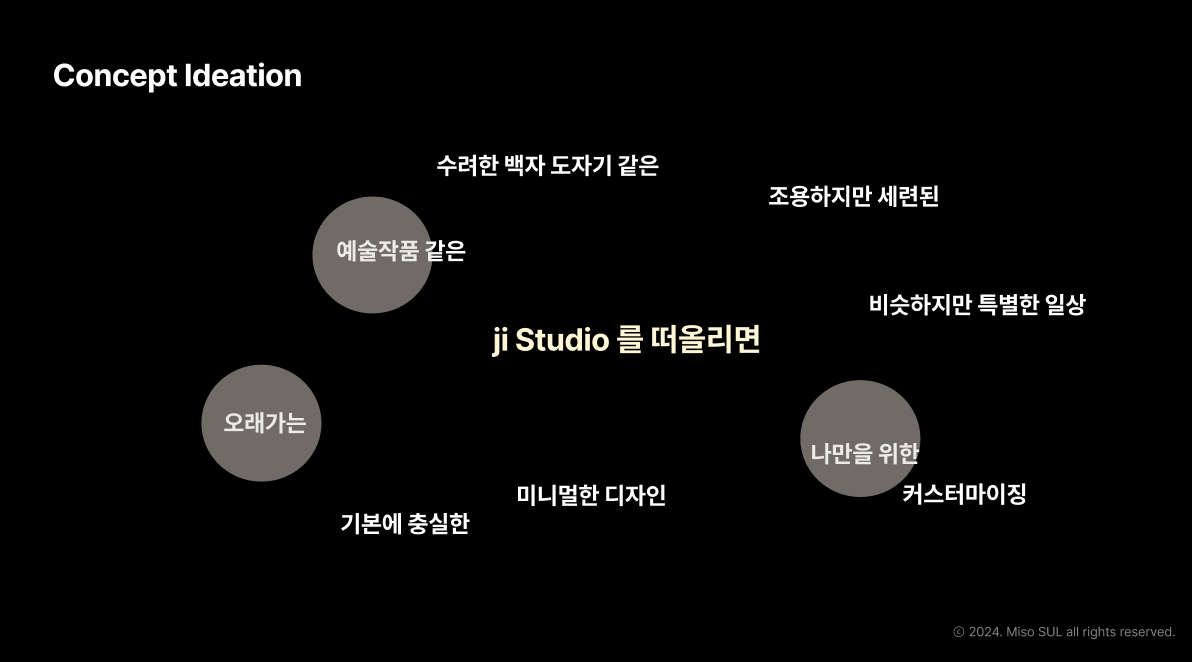 Concept Ideation
수려한 백자 도자기 같은
조용하지만 세련된
예술작품 같은
비슷하지만 특별한 일상
ji Studio 를 떠올리면
오래가는
나만을 위한
커스터마이징
미니멀한 디자인
기본에 충실한
ⓒ 2024. Miso SUL all rights reserved.